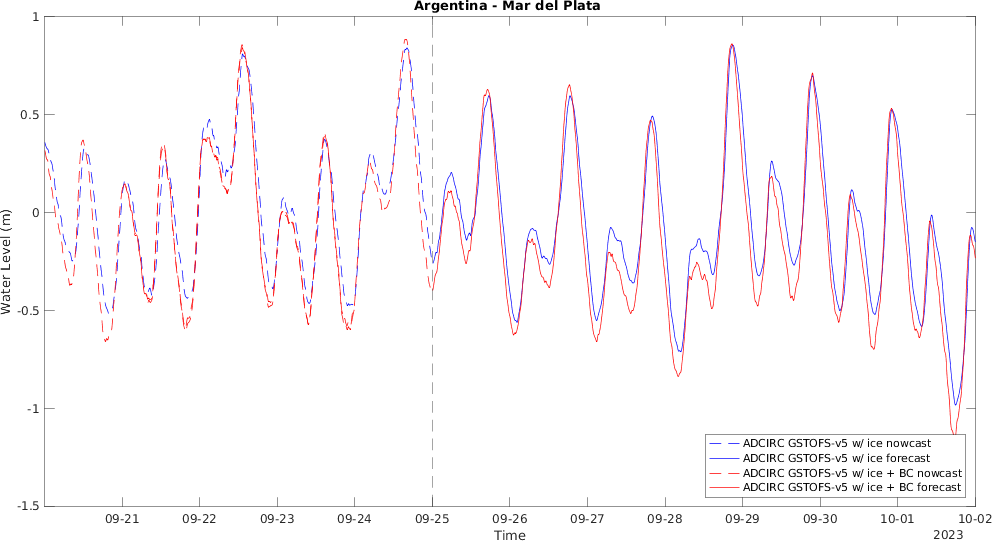 Argentina - Mar del Plata
1
0.5
0
-0.5
-1
-1.5
Water Level (m)
09-21 09-22 09-23 09-24 09-25 09-26 09-27 09-28 09-29 09-30 10-01 10-02
Time
2023
ADCIRC GSTOFS-v5 w/ ice nowcast
ADCIRC GSTOFS-v5 w/ ice forecast
ADCIRC GSTOFS-v5 w/ ice + BC nowcast
ADCIRC GSTOFS-v5 w/ ice + BC forecast